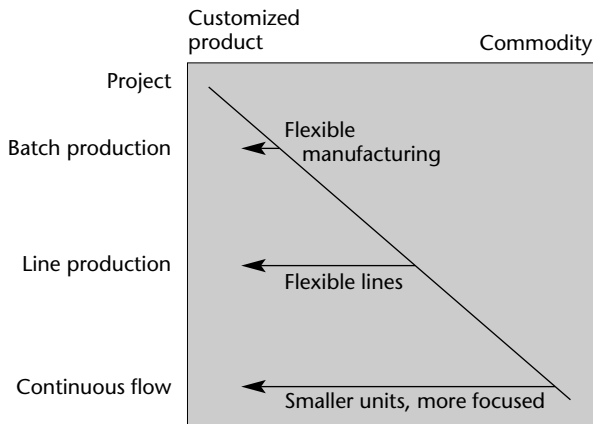 Customized
product
Commodity
Project
Batch production
Flexible
manufacturing
Line production
Flexible lines
Continuous flow
Smaller units, more focused